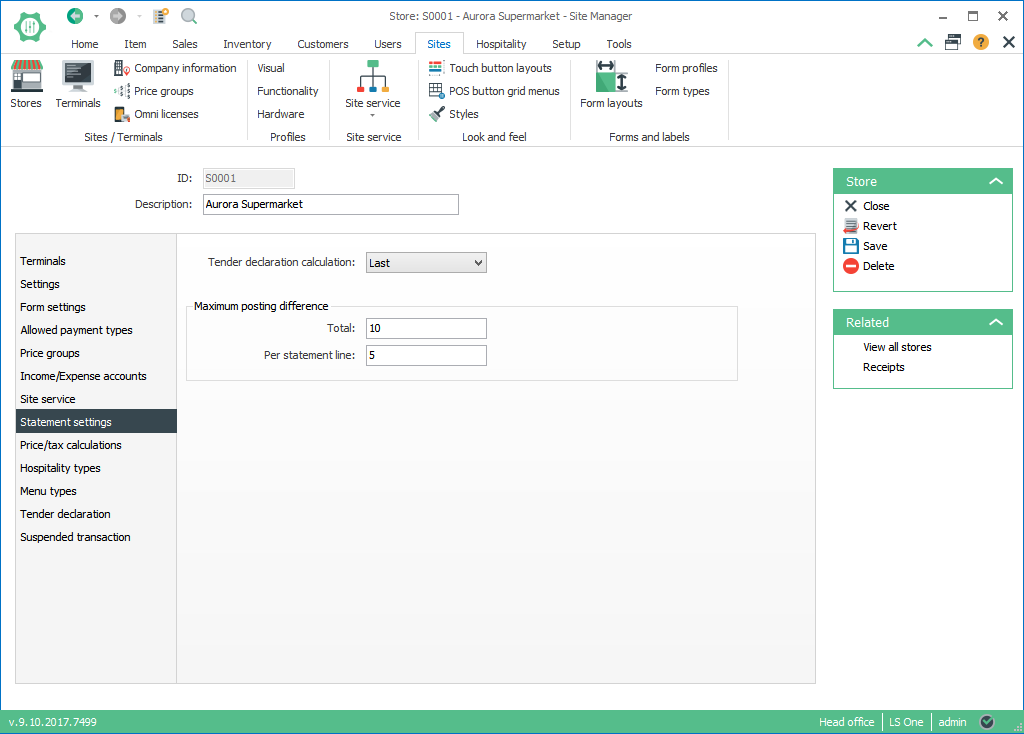 Store: S0001 - Aurora Supermarket - Site Manager
Home Item Sales Inventory Customers Users Sites Hospitality Setup Tools
Stores
Terminals
Company information
Price groups
Omni licenses
Sites / Terminals
Visual
Functionality
Hardware
Profiles
Site service
Site service
Touch button layouts
POS button grid menus
Styles
Look and feel
Form layouts
Form profiles
Form types
Forms and labels
ID: S0001
Description: Aurora Supermarket
Terminals
Settings
Form settings
Allowed payment types
Price groups
Income/Expense accounts
Site service
Statement settings
Price/tax calculations
Hospitality types
Menu types
Tender declaration
Suspended transaction
Tender declaration calculation: Last
Maximum posting difference
Total: 10
Per statement line: 5
Store
Close
Revert
Save
Delete
Related
View all stores
Receipts
v.9.10.2017.7499
Head office LS One admin